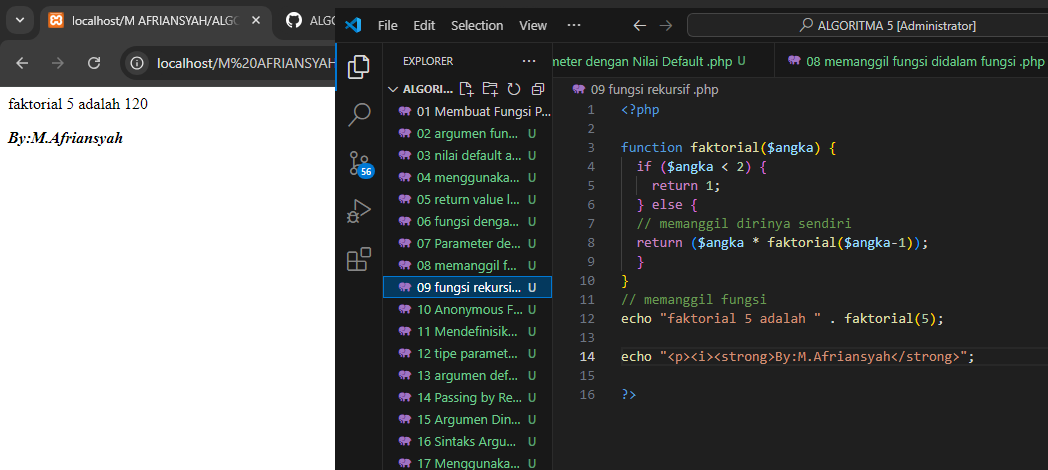 localhost/M AFRIANSYAH/ALGO
ALGO
localhost/M%20AFRIANSYAH
faktorial 5 adalah 120
By:M.Afriansyah
File Edit Selection View ···
ALGORITMA 5 [Administrator]
EXPLORER ···
ALGORI...
01 Membuat Fungsi P...
02 argumen fun... U
03 nilai default a... U
04 menggunaka... U
05 return value l... U
06 fungsi denga... U
07 Parameter de... U
08 memanggil f... U
09 fungsi rekursi... U
10 Anonymous F... U
11 Mendefinisik... U
12 tipe paramet... U
13 argumen def... U
14 Passing by Re... U
15 Argumen Din... U
16 Sintaks Argu... U
17 Menggunaka... U
56
meter dengan Nilai Default .php U
08 memanggil fungsi didalam fungsi .php
09 fungsi rekursif .php
1 <?php
2
3 function faktorial($angka) {
4 if ($angka < 2) {
5 return 1;
6 } else {
7 // memanggil dirinya sendiri
8 return ($angka * faktorial($angka-1));
9 }
10 }
11 // memanggil fungsi
12 echo "faktorial 5 adalah " . faktorial(5);
13
14 echo "<p><i><strong>By:M.Afriansyah</strong>";
15
16 ?>